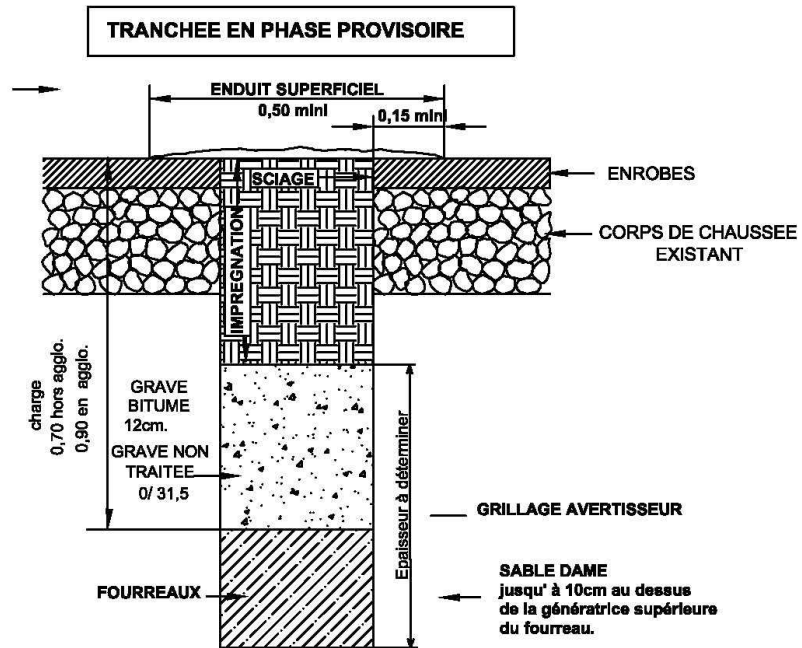 TRANCHEE EN PHASE PROVISOIRE
ENDUIT SUPERFICIEL
0,50 mini
0,15 mini
SCIAGE
ENROBES
IMPREGNATION
CORPS DE CHAUSSEE
EXISTANT
charge
0,70 hors agglo.
0,90 en agglo.
GRAVE
BITUME
12cm.
GRAVE NON
TRAITEE
0/ 31,5
Epaisseur à déterminer
GRILLAGE AVERTISSEUR
FOURREAUX
SABLE DAME
jusqu' à 10cm au dessus
de la génératrice supérieure
du fourreau.